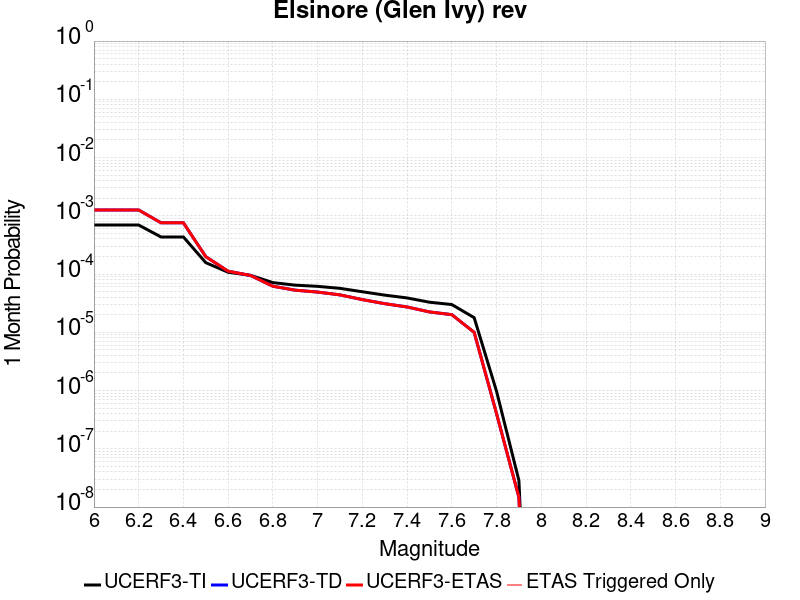 Elsinore (Glen Ivy) rev
10^0
10^-1
10^-2
10^-3
10^-4
10^-5
10^-6
10^-7
10^-8
1 Month Probability
6 6.2 6.4 6.6 6.8 7 7.2 7.4 7.6 7.8 8 8.2 8.4 8.6 8.8 9
Magnitude
UCERF3-TI UCERF3-TD UCERF3-ETAS ETAS Triggered Only